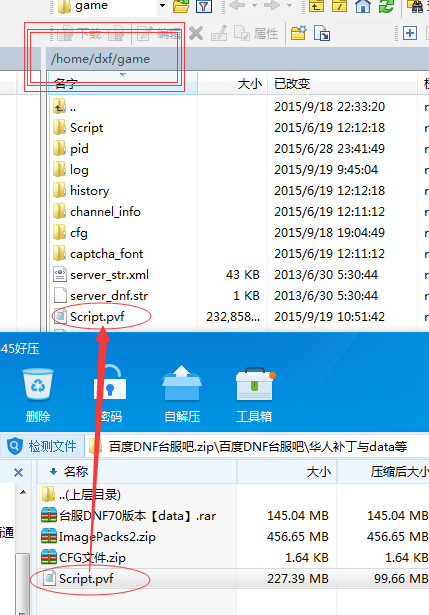 game
下载 编辑 属性
/home/dxf/game
名字 大小 已改变
.. 2015/9/18 22:33:20
Script 2015/6/19 12:12:18
pid 2015/6/28 23:41:49
log 2015/9/19 9:45:04
history 2015/9/19 12:12:18
channel_info 2015/6/19 12:11:12
cfg 2015/9/18 19:04:49
captcha_font 2015/6/19 12:11:12
server_str.xml 43 KB 2013/6/30 5:30:44
server_dnf.str 1 KB 2013/6/30 5:30:44
Script.pvf 232,858... 2015/9/19 10:51:42
45好压
删除 密码 自解压 工具箱
检测文件 百度DNF台服吧.zip\百度DNF台服吧\华人补丁与data等
名称 大小 压缩后大小
..(上层目录)
台服DNF70版本【data】.rar 145.04 MB 145.04 MB
ImagePacks2.zip 456.65 MB 456.65 MB
CFG文件.zip 1.64 KB 1.64 KB
Script.pvf 227.39 MB 99.66 MB